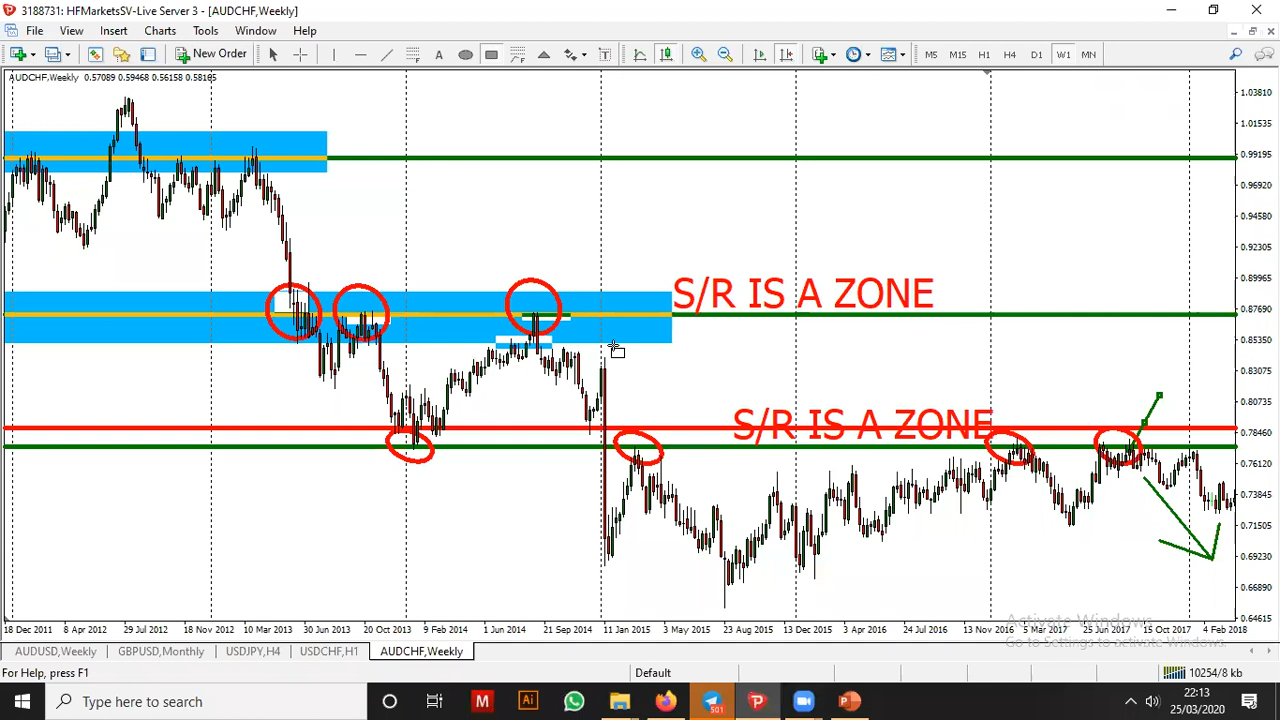 3188731: HFMarketsSV-Live Server 3 - [AUDCHF,Weekly]
File View Insert Charts Tools Window Help
New Order A T M5 M15 H1 H4 D1 W1 MN
AUDCHF,Weekly 0.57089 0.59468 0.56158 0.58165
1.03810
1.01535
0.99195
0.96920
0.94580
0.92305
0.89965
S/R IS A ZONE
0.87690
0.85350
0.83075
0.80735
S/R IS A ZONE
0.78460
0.76120
0.73845
0.71505
0.69230
0.66890
0.64615
Activate Windows
Go to Settings to activate Windows.
18 Dec 2011 8 Apr 2012 29 Jul 2012 18 Nov 2012 10 Mar 2013 30 Jun 2013 20 Oct 2013 9 Feb 2014 1 Jun 2014 21 Sep 2014 11 Jan 2015 3 May 2015 23 Aug 2015 13 Dec 2015 3 Apr 2016 24 Jul 2016 13 Nov 2016 5 Mar 2017 25 Jun 2017 15 Oct 2017 4 Feb 2018
AUDUSD,Weekly GBPUSD,Monthly USDJPY,H4 USDCHF,H1 AUDCHF,Weekly
For Help, press F1 Default 10254/8 kb
Type here to search M Ai 501 P 22:13
25/03/2020